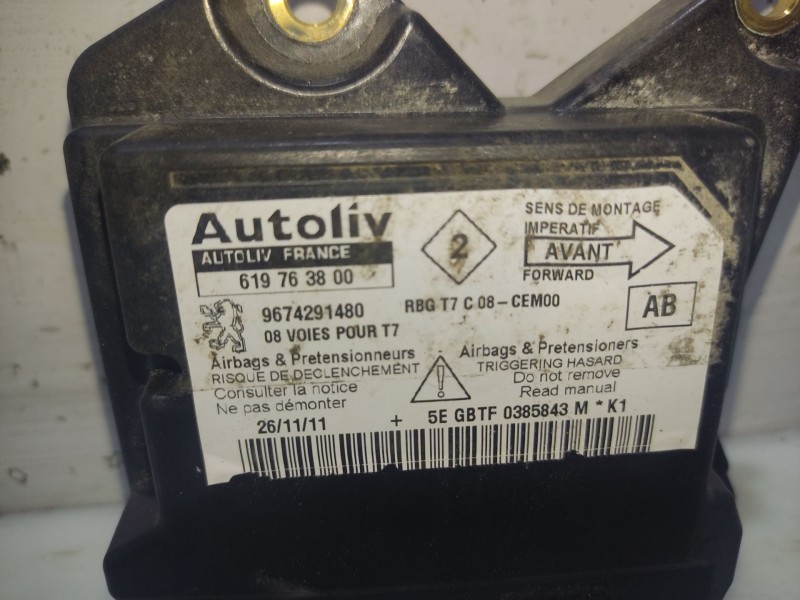 Autoliv
AUTOLIV FRANCE
619 76 38 00
2
SENS DE MONTAGE
IMPERATIF
AVANT
FORWARD
9674291480
RBG T7 C 08-CEM00
AB
08 VOIES POUR T7
Airbags & Pretensionneurs
RISQUE DE DECLENCHEMENT
Consulter la notice
Ne pas démonter
Airbags & Pretensioners
TRIGGERING HASARD
Do not remove
Read manual
26/11/11 + 5E GBTF 0385843 M * K1